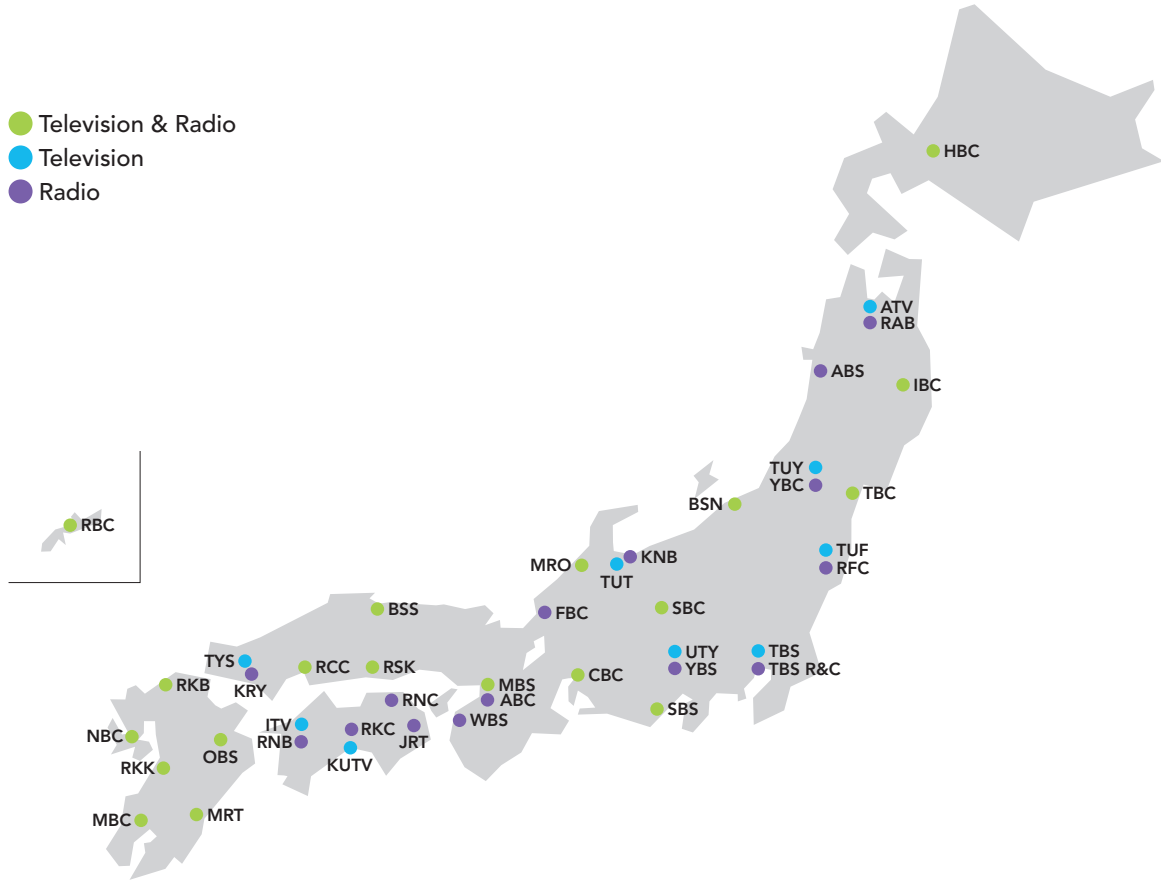 Television & Radio
Television
Radio
HBC
ATV
RAB
ABS
IBC
TUY
YBC
TBC
BSN
RBC
TUF
RFC
KNB
MRO
TUT
FBC
SBC
BSS
UTY
YBS
TBS
TBS R&C
TYS
KRY
RCC
RSK
CBC
RKB
MBS
ABC
RNC
WBS
SBS
ITV
RNB
RKC
JRT
KUTV
NBC
OBS
RKK
MBC
MRT